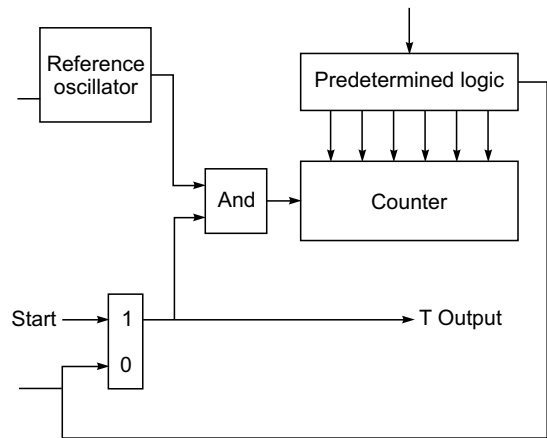 Reference
oscillator
Predetermined logic
And
Counter
Start
1
T Output
0